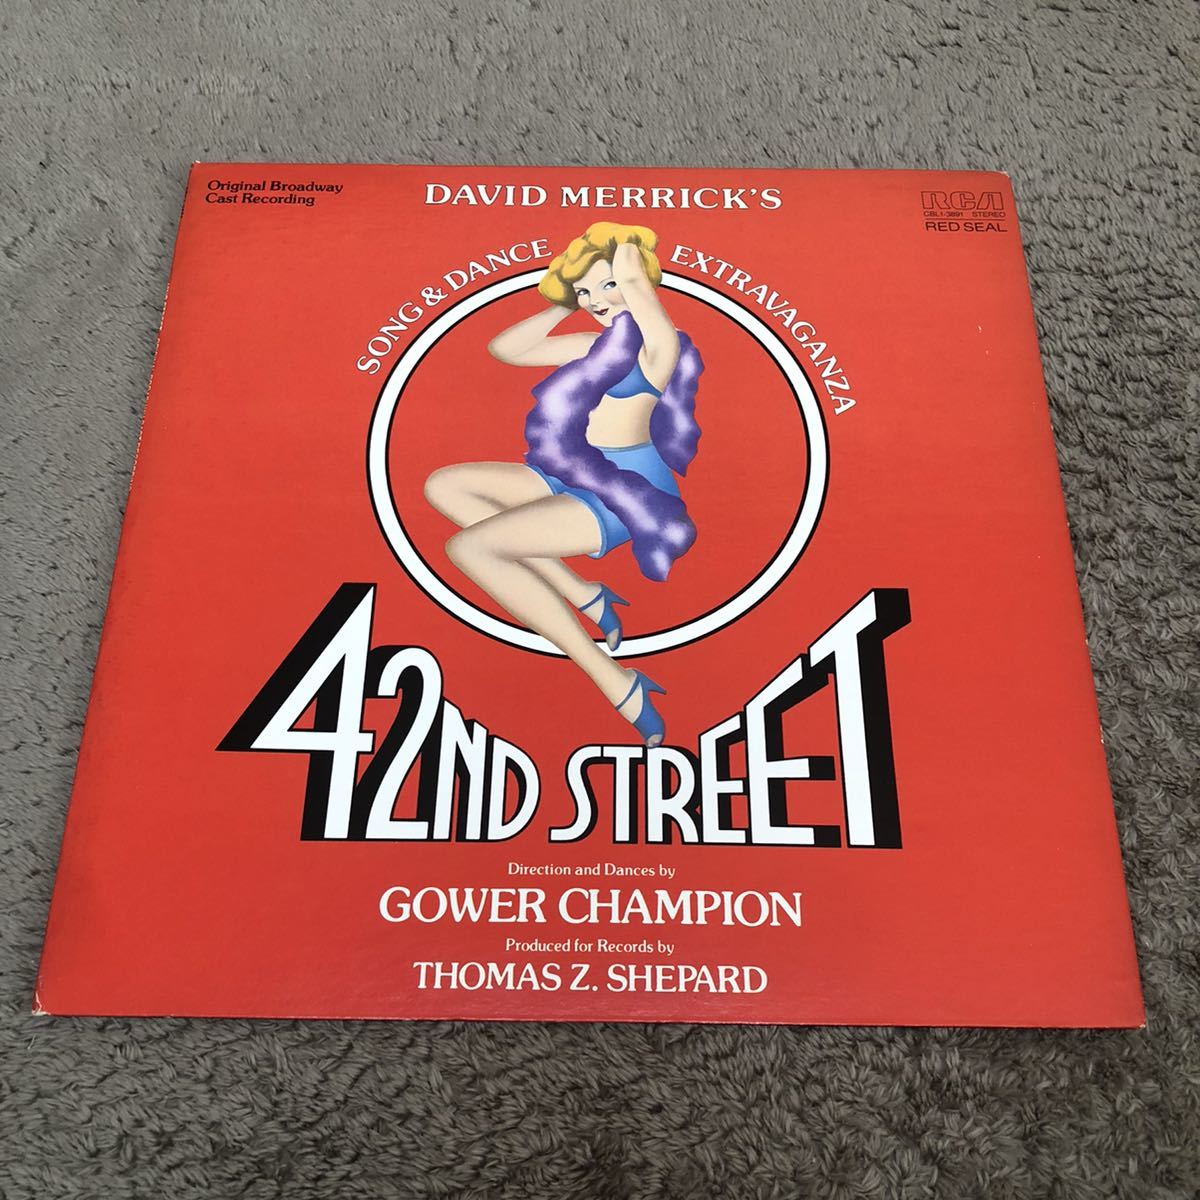 Original Broadway
Cast Recording
DAVID MERRICK'S
RCA
CBL1-3891 STEREO
RED SEAL
SONG & DANCE EXTRAVAGANZA
42ND STREET
Direction and Dances by
GOWER CHAMPION
Produced for Records by
THOMAS Z. SHEPARD